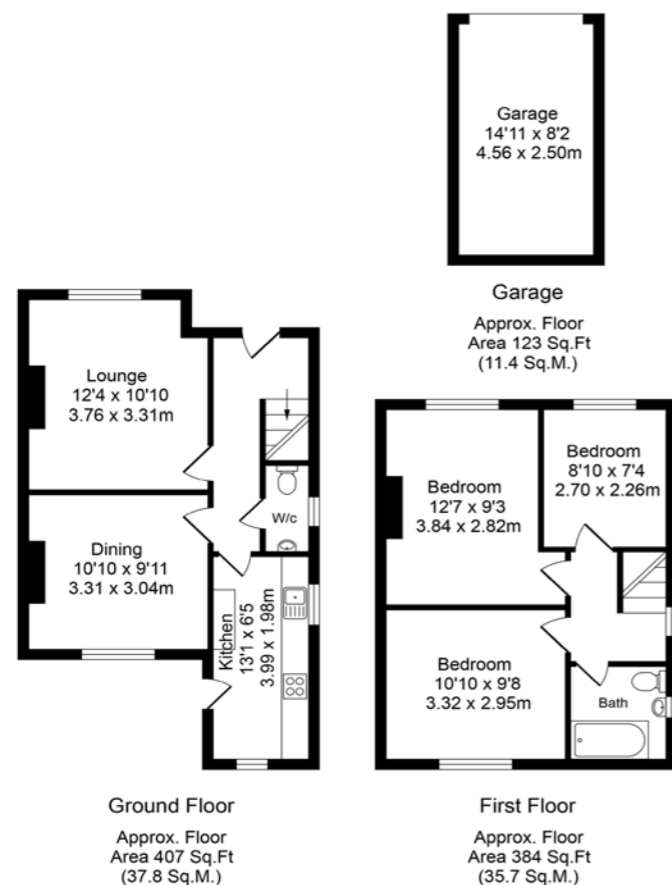 Garage
14'11 x 8'2
4.56 x 2.50m
Garage
Approx. Floor
Area 123 Sq.Ft
(11.4 Sq.M.)
Lounge
12'4 x 10'10
3.76 x 3.31m
W/c
Dining
10'10 x 9'11
3.31 x 3.04m
Kitchen
13'1 x 6'5
3.99 x 1.98m
Ground Floor
Approx. Floor
Area 407 Sq.Ft
(37.8 Sq.M.)
Bedroom
12'7 x 9'3
3.84 x 2.82m
Bedroom
8'10 x 7'4
2.70 x 2.26m
Bedroom
10'10 x 9'8
3.32 x 2.95m
Bath
First Floor
Approx. Floor
Area 384 Sq.Ft
(35.7 Sq.M.)